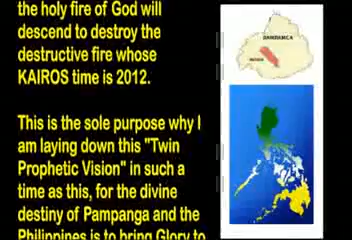 the holy fire of God will
descend to destroy the
destructive fire whose
KAIROS time is 2012.
This is the sole purpose why I
am laying down this "Twin
Prophetic Vision" in such a
time as this, for the divine
destiny of Pampanga and the
Philippines is to bring Glory to
PAMPANGA